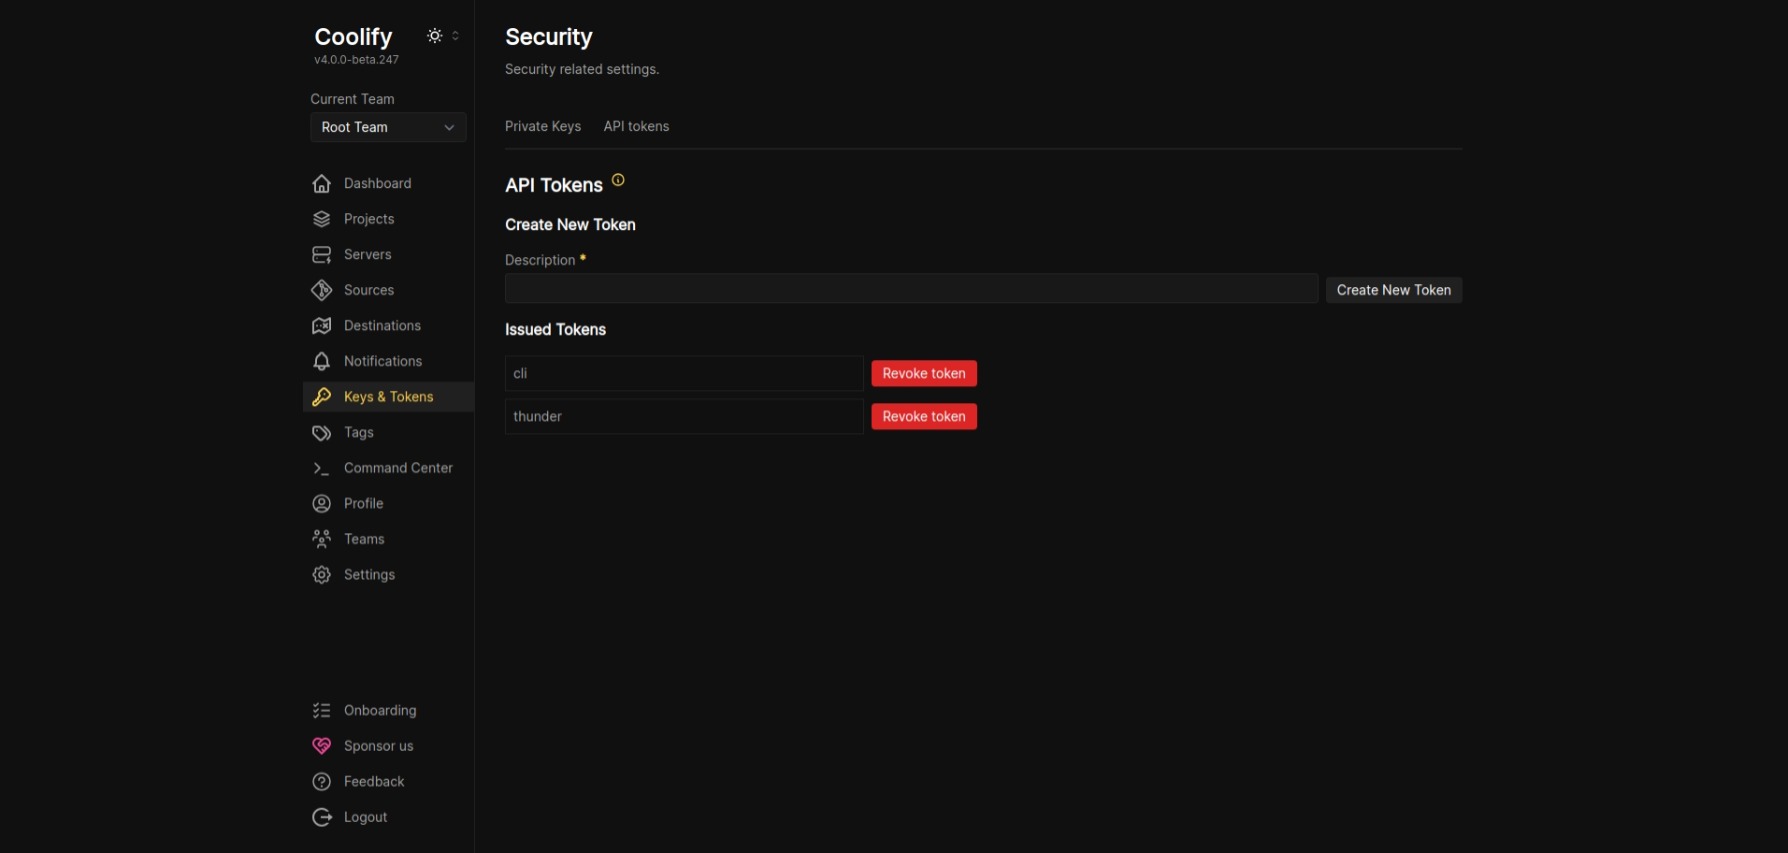 Coolify
v4.0.0-beta.247
Current Team
Root Team
Dashboard
Projects
Servers
Sources
Destinations
Notifications
Keys & Tokens
Tags
Command Center
Profile
Teams
Settings
Onboarding
Sponsor us
Feedback
Logout
Security
Security related settings.
Private Keys API tokens
API Tokens
Create New Token
Description *
Create New Token
Issued Tokens
cli Revoke token
thunder Revoke token